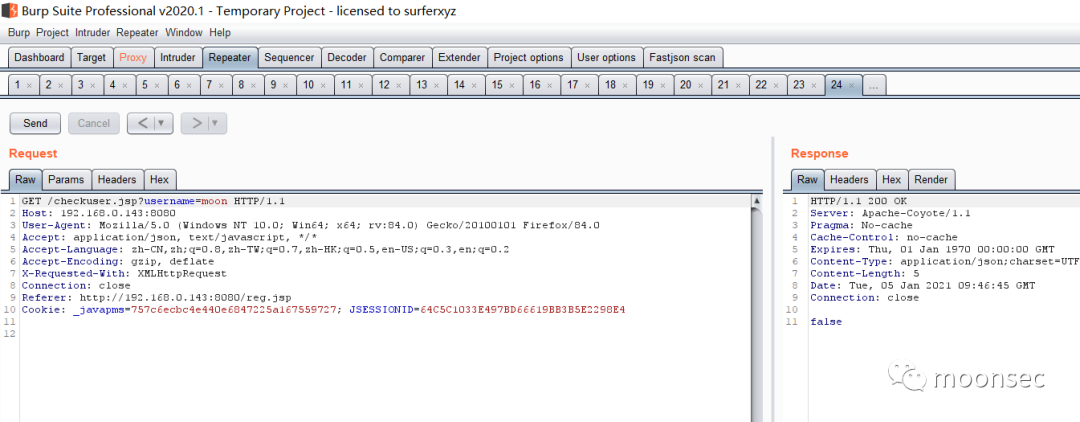 Burp Suite Professional v2020.1 - Temporary Project - licensed to surferxyz
Burp Project Intruder Repeater Window Help
Dashboard Target Proxy Intruder Repeater Sequencer Decoder Comparer Extender Project options User options Fastjson scan
1 × 2 × 3 × 4 × 5 × 6 × 7 × 8 × 9 × 10 × 11 × 12 × 13 × 14 × 15 × 16 × 17 × 18 × 19 × 20 × 21 × 22 × 23 × 24 × ...
Send Cancel < ▼ > ▼
Request
Raw Params Headers Hex
1 GET /checkuser.jsp?username=moon HTTP/1.1
2 Host: 192.168.0.143:8080
3 User-Agent: Mozilla/5.0 (Windows NT 10.0; Win64; x64; rv:84.0) Gecko/20100101 Firefox/84.0
4 Accept: application/json, text/javascript, */*
5 Accept-Language: zh-CN,zh;q=0.8,zh-TW;q=0.7,zh-HK;q=0.5,en-US;q=0.3,en;q=0.2
6 Accept-Encoding: gzip, deflate
7 X-Requested-With: XMLHttpRequest
8 Connection: close
9 Referer: http://192.168.0.143:8080/reg.jsp
10 Cookie: _javapms=757c6ecbc4e440e6847225a167559727; JSESSIONID=64C5C1033E497BD66619BB3B5E2298E4
11
12
Response
Raw Headers Hex Render
1 HTTP/1.1 200 OK
2 Server: Apache-Coyote/1.1
3 Pragma: No-cache
4 Cache-Control: no-cache
5 Expires: Thu, 01 Jan 1970 00:00:00 GMT
6 Content-Type: application/json;charset=UTF
7 Content-Length: 5
8 Date: Tue, 05 Jan 2021 09:46:45 GMT
9 Connection: close
10
11 false
moonsec